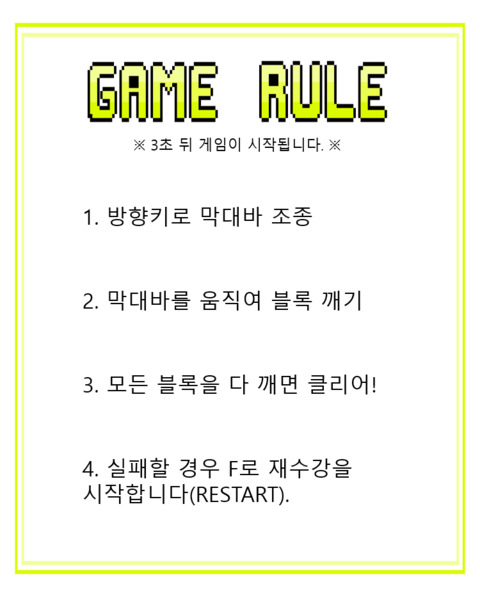 GAME RULE
※ 3초 뒤 게임이 시작됩니다. ※
1. 방향키로 막대바 조종
2. 막대바를 움직여 블록 깨기
3. 모든 블록을 다 깨면 클리어!
4. 실패할 경우 F로 재수강을
시작합니다(RESTART).